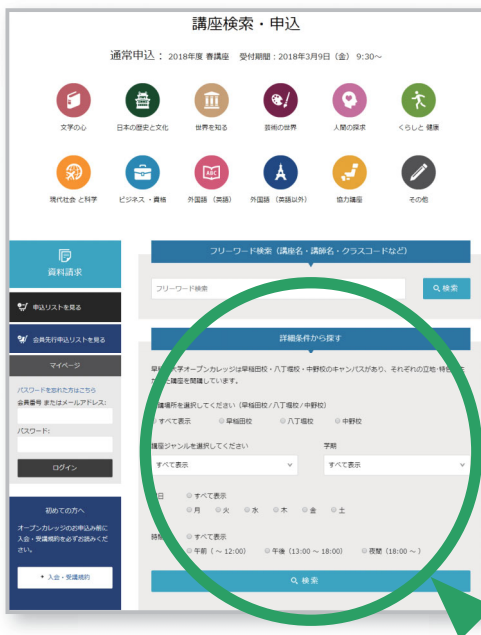 講座検索・申込
通常申込： 2018年度 春講座 受付期間：2018年3月9日（金） 9:30～
文学の心 日本の歴史と文化 世界を知る 芸術の世界 人間の探求 くらしと 健康
ABC A
現代社会 と科学 ビジネス ・資格 外国語 （英語） 外国語 （英語以外） 協力講座 その他
資料請求
申込リストを見る
会員先行申込リストを見る
マイページ
パスワードを忘れた方はこちら
会員番号 またはメールアドレス:
パスワード:
ログイン
初めての方へ
オープンカレッジのお申込み前に
入会・受講規約を必ずお読みくだ
さい。
入会・受講規約
フリーワード検索（講座名・講師名・クラスコードなど）
フリーワード検索 検索
詳細条件から探す
大学オープンカレッジは早稲田校・八丁堀校・中野校のキャンパスがあり、それぞれの立地・特
た講座を開講しています。
講場所を選択してください（早稲田校/八丁堀校/中野校）
すべて表示 早稲田校 八丁堀校 中野校
講座ジャンルを選択してください 学期
すべて表示 すべて表示
日 すべて表示
月 火 水 木 金 土
時 すべて表示
午前（ ～ 12:00） 午後（13:00 ～ 18:00） 夜間（18:00 ～ ）
検索